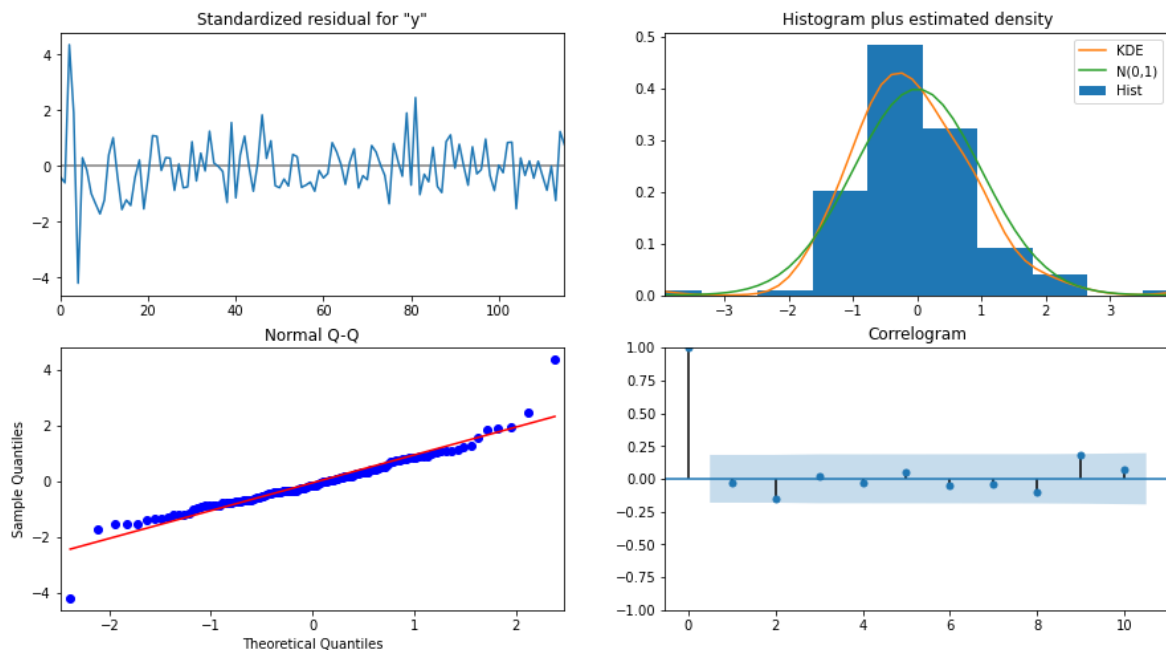 Standardized residual for "y"
4
2
0
−2
−4
0 20 40 60 80 100
Histogram plus estimated density
KDE
N(0,1)
Hist
0.5
0.4
0.3
0.2
0.1
0.0
−3 −2 −1 0 1 2 3
Normal Q-Q
Sample Quantiles
4
2
0
−2
−4
−2 −1 0 1 2
Theoretical Quantiles
Correlogram
1.00
0.75
0.50
0.25
0.00
−0.25
−0.50
−0.75
−1.00
0 2 4 6 8 10